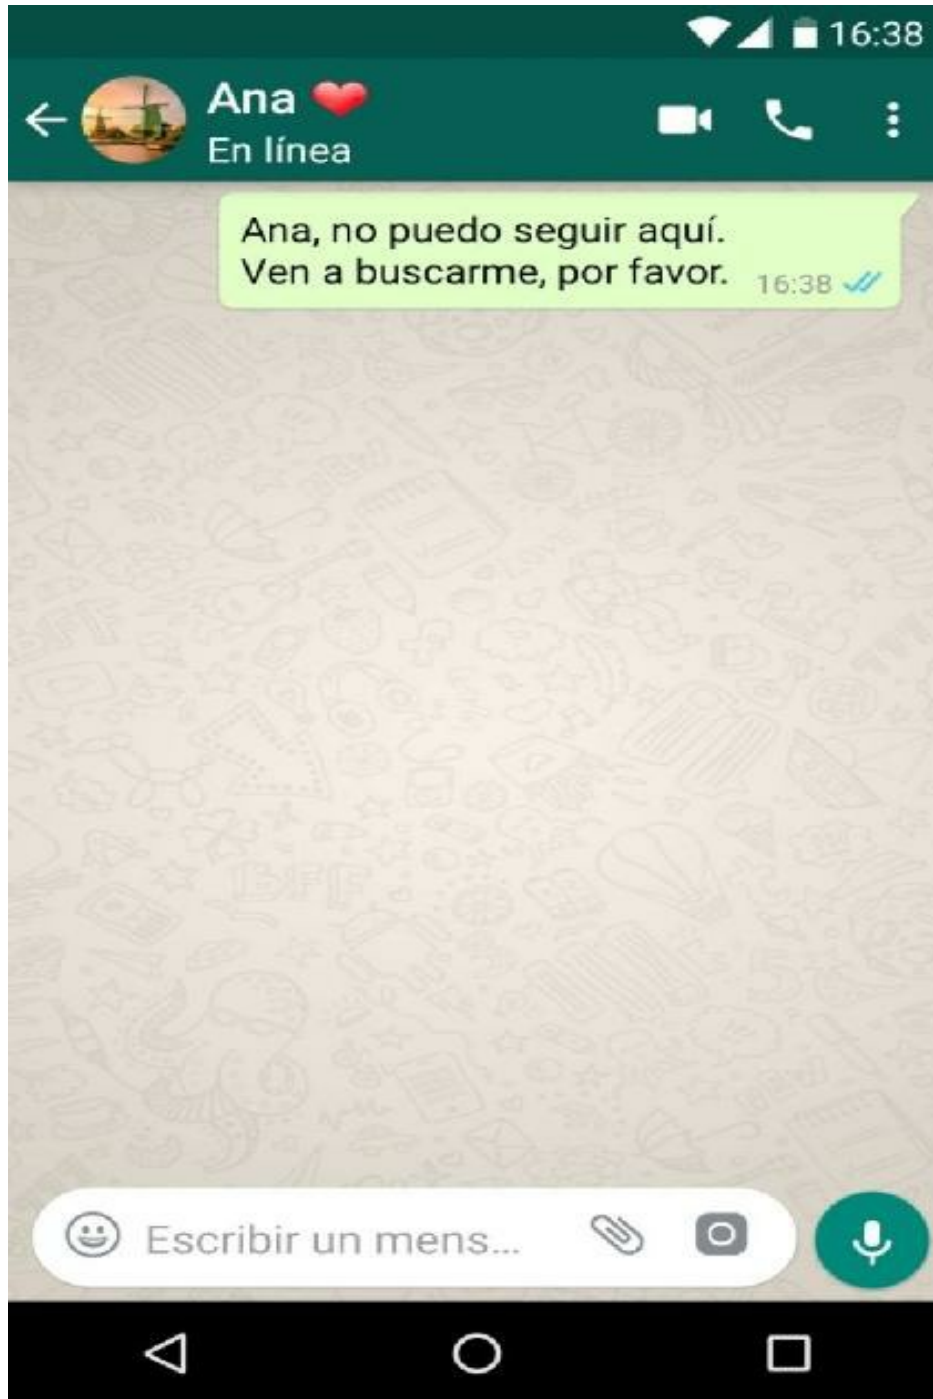 16:38
Ana ❤
En línea
Ana, no puedo seguir aquí.
Ven a buscarme, por favor. 16:38
Escribir un mens...